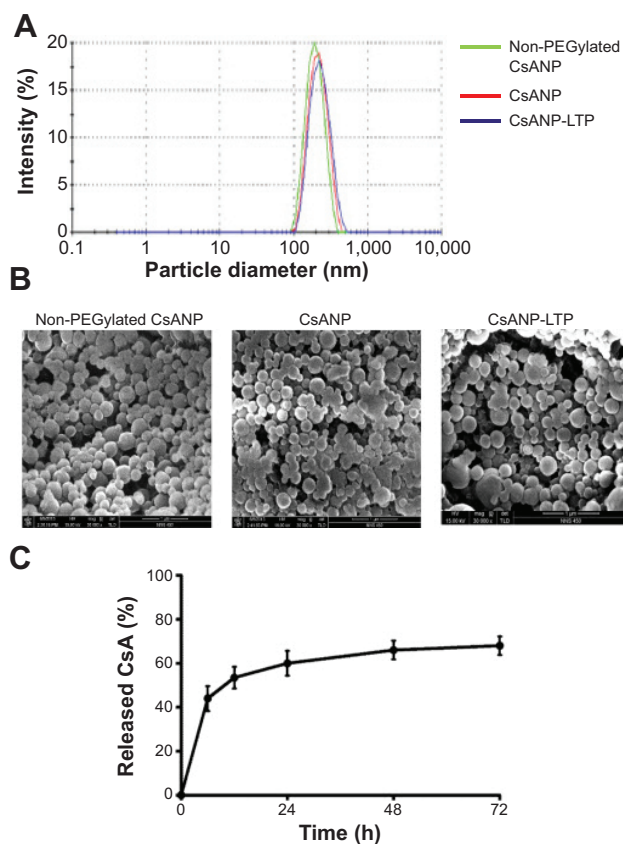 A
Intensity (%)
20
15
10
5
0
0.1 1 10 100 1,000 10,000
Particle diameter (nm)
Non-PEGylated
CsANP
CsANP
CsANP-LTP
B
Non-PEGylated CsANP CsANP CsANP-LTP
C
Released CsA (%)
100
80
60
40
20
0
0 24 48 72
Time (h)